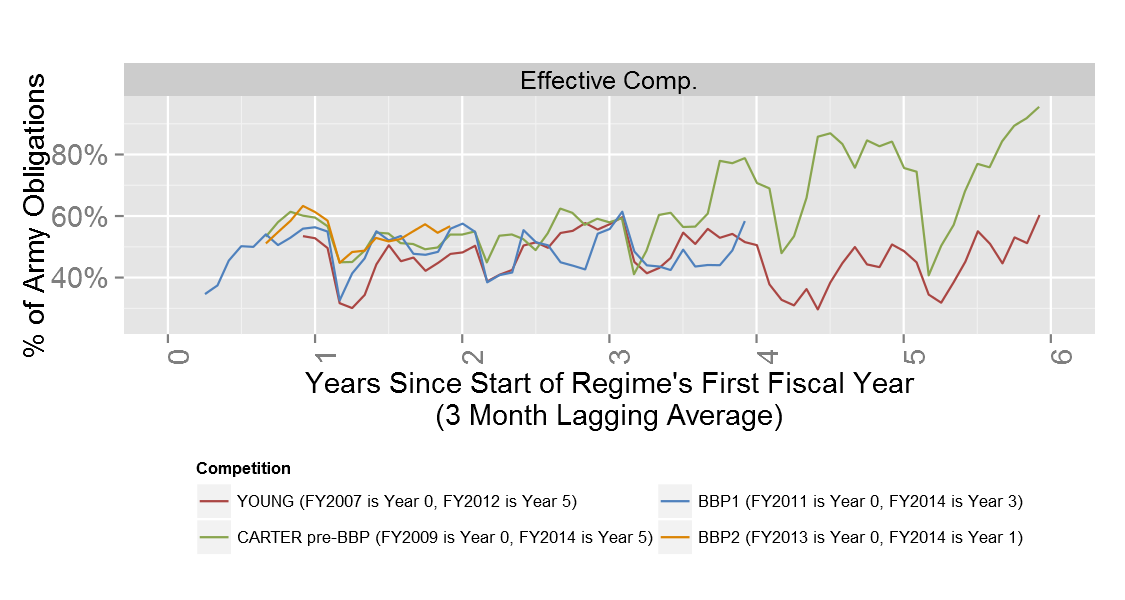 Effective Comp.
% of Army Obligations
80%
60%
40%
0
1
2
3
4
5
6
Years Since Start of Regime's First Fiscal Year
(3 Month Lagging Average)
Competition
YOUNG (FY2007 is Year 0, FY2012 is Year 5)
BBP1 (FY2011 is Year 0, FY2014 is Year 3)
CARTER pre-BBP (FY2009 is Year 0, FY2014 is Year 5)
BBP2 (FY2013 is Year 0, FY2014 is Year 1)